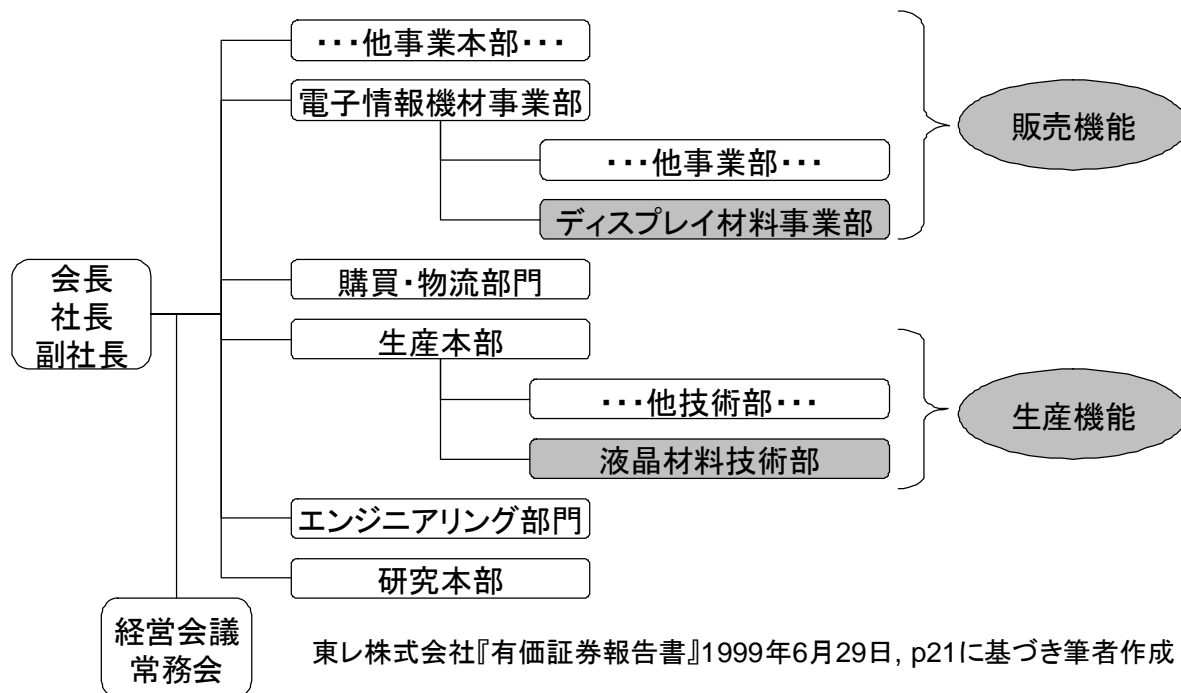 ・・・他事業本部・・・
電子情報機材事業部
・・・他事業部・・・
ディスプレイ材料事業部
販売機能
会長
社長
副社長
購買・物流部門
生産本部
・・・他技術部・・・
液晶材料技術部
生産機能
エンジニアリング部門
研究本部
経営会議
常務会
東レ株式会社『有価証券報告書』1999年6月29日, p21に基づき筆者作成